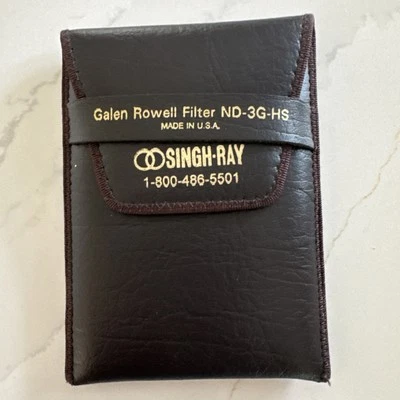 Galen Rowell Filter ND-3G-HS
MADE IN U.S.A.
SINGH-RAY
1-800-486-5501